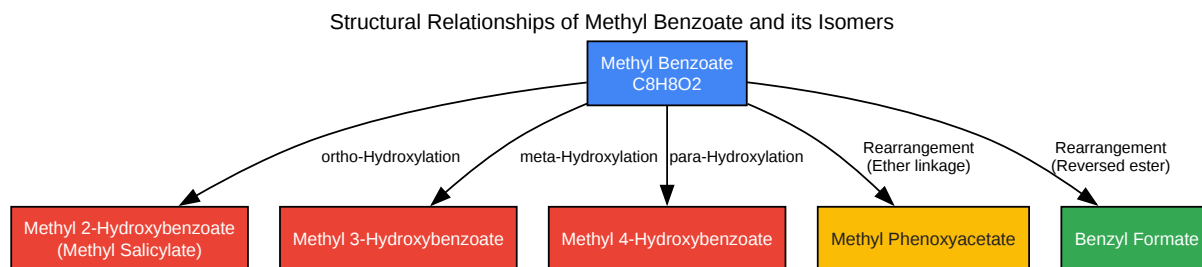 Structural Relationships of Methyl Benzoate and its Isomers
Methyl Benzoate
C8H8O2
ortho-Hydroxylation
meta-Hydroxylation
para-Hydroxylation
Rearrangement
(Ether linkage)
Rearrangement
(Reversed ester)
Methyl 2-Hydroxybenzoate
(Methyl Salicylate)
Methyl 3-Hydroxybenzoate
Methyl 4-Hydroxybenzoate
Methyl Phenoxyacetate
Benzyl Formate